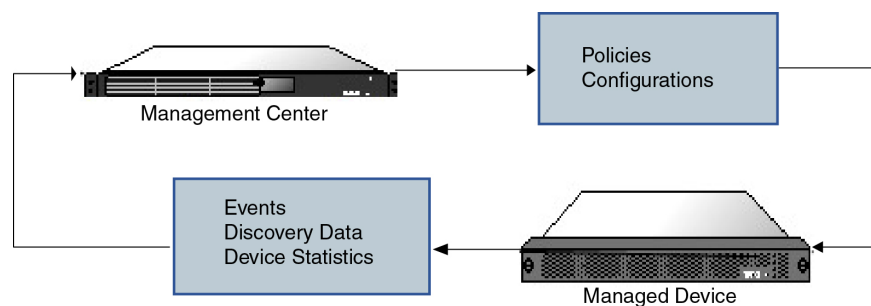 Policies
Configurations
Management Center
Events
Discovery Data
Device Statistics
Managed Device